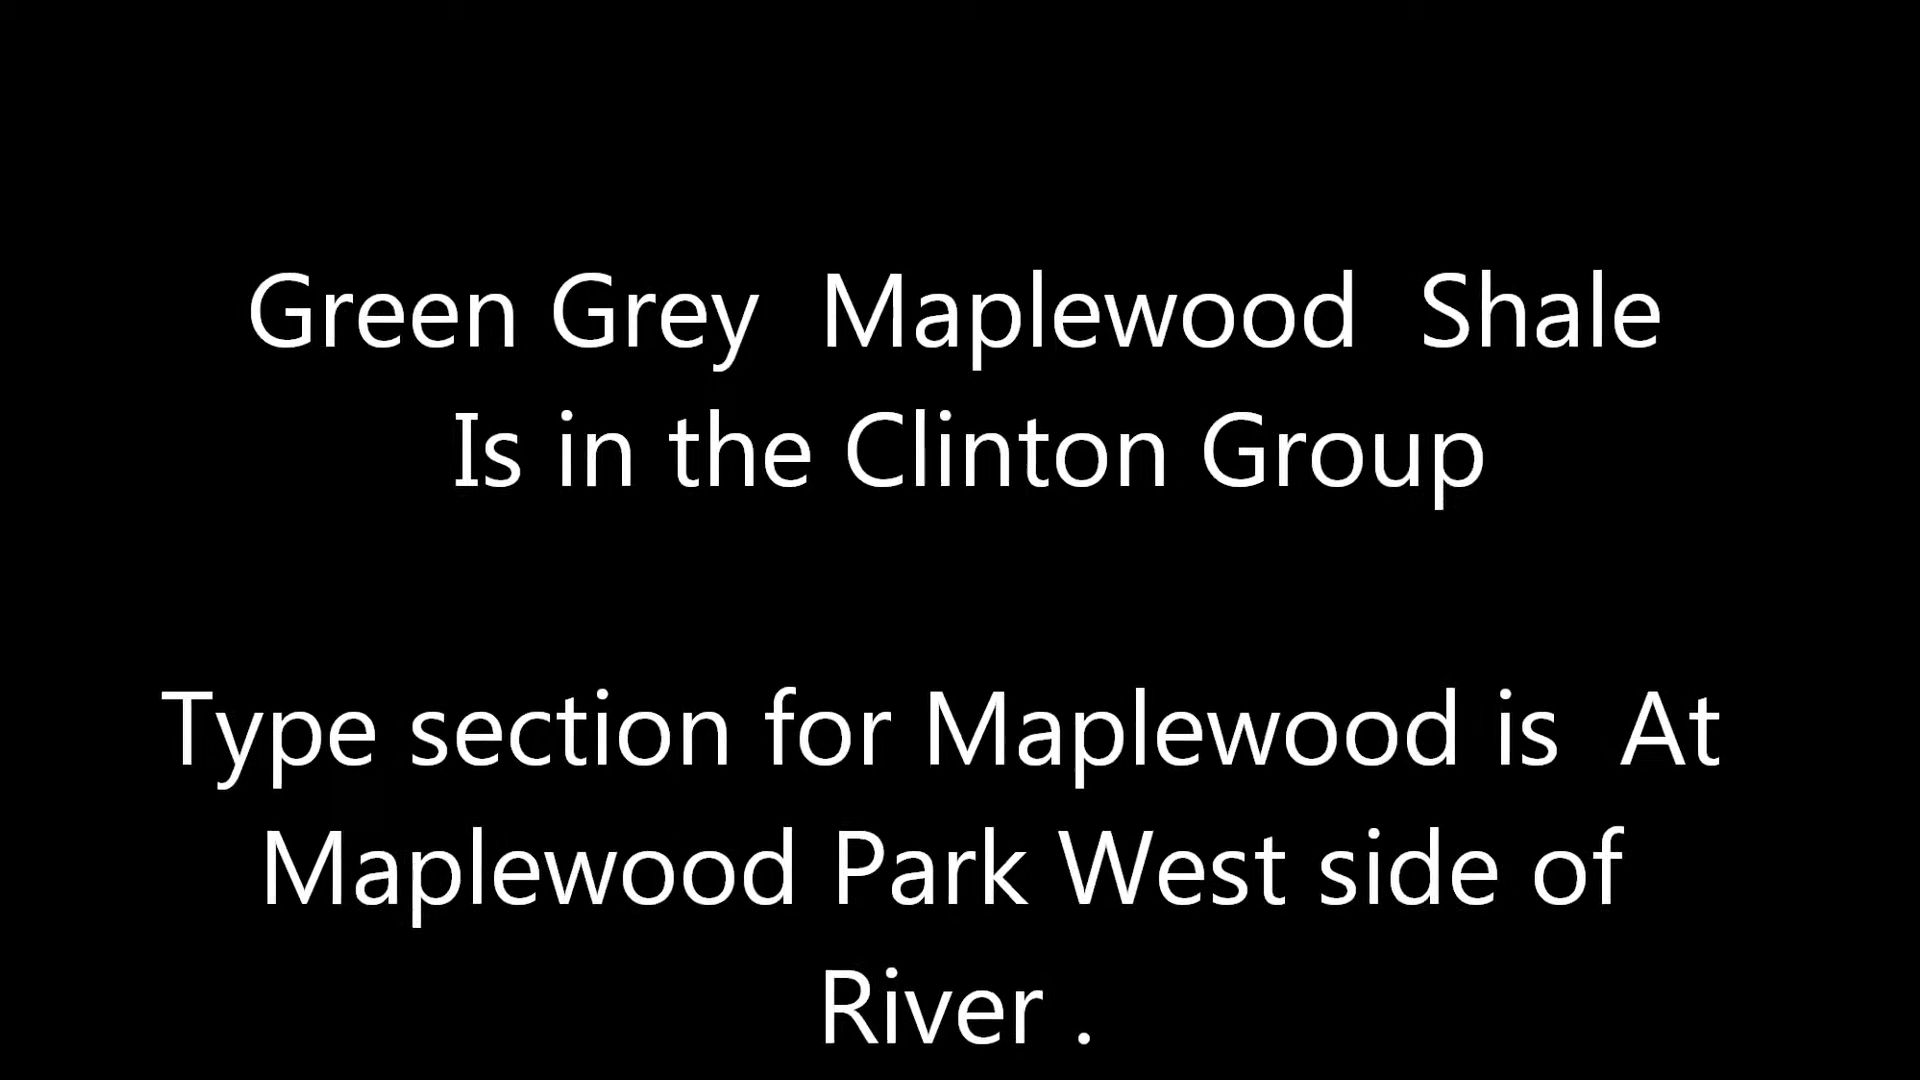 Green Grey  Maplewood  Shale
Is in the Clinton Group
Type section for Maplewood is  At
Maplewood Park West side of
River .